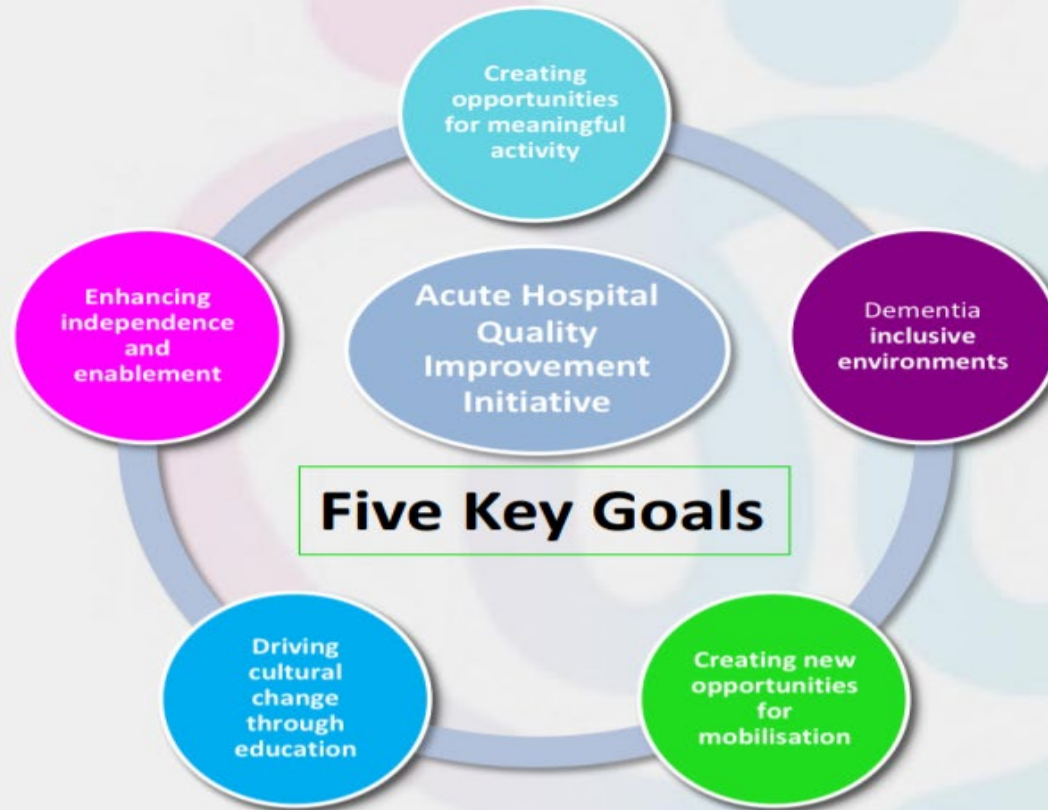 Creating
opportunities
for meaningful
activity
Enhancing
independence
and
enablement
Acute Hospital
Quality
Improvement
Initiative
Dementia
inclusive
environments
Five Key Goals
Driving
cultural
change
through
education
Creating new
opportunities
for
mobilisation